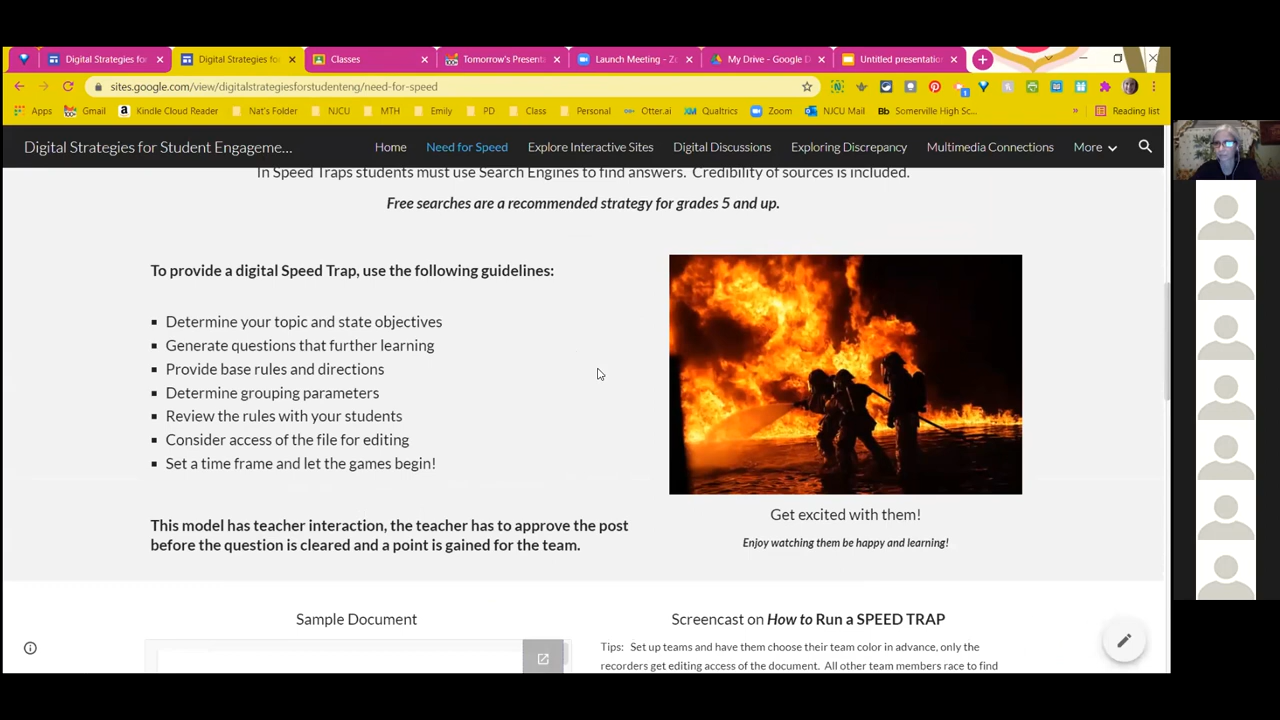 Digital Strategies fo
Digital Strategies fo
Classes
Tomorrow's Present
Launch Meeting - Z
My Drive - Google D
Untitled presentation
sites.google.com/view/digitalstrategiesforstudenteng/need-for-speed
Apps
Gmail
Kindle Cloud Reader
Nat's Folder
NJCU
MTH
Emily
PD
Class
Personal
Otter.ai
Qualtrics
Zoom
NJCU Mail
Bb Somerville High Sc...
»
Reading list
Digital Strategies for Student Engageme...
Home
Need for Speed
Explore Interactive Sites
Digital Discussions
Exploring Discrepancy
Multimedia Connections
More
In Speed Traps students must use Search Engines to find answers. Credibility of sources is included.
Free searches are a recommended strategy for grades 5 and up.
To provide a digital Speed Trap, use the following guidelines:
▪ Determine your topic and state objectives
▪ Generate questions that further learning
▪ Provide base rules and directions
▪ Determine grouping parameters
▪ Review the rules with your students
▪ Consider access of the file for editing
▪ Set a time frame and let the games begin!
This model has teacher interaction, the teacher has to approve the post
before the question is cleared and a point is gained for the team.
Get excited with them!
Enjoy watching them be happy and learning!
Sample Document
Screencast on How to Run a SPEED TRAP
Tips: Set up teams and have them choose their team color in advance, only the
recorders get editing access of the document. All other team members race to find